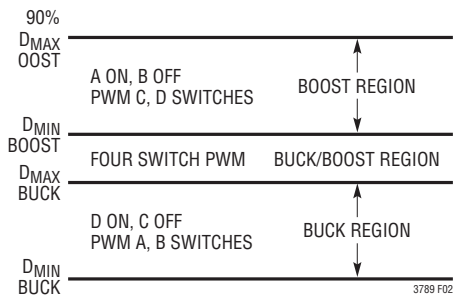 90%
DMAX
OOST
A ON, B OFF
PWM C, D SWITCHES
BOOST REGION
DMIN
BOOST
FOUR SWITCH PWM
BUCK/BOOST REGION
DMAX
BUCK
D ON, C OFF
PWM A, B SWITCHES
BUCK REGION
DMIN
BUCK
3789 F02